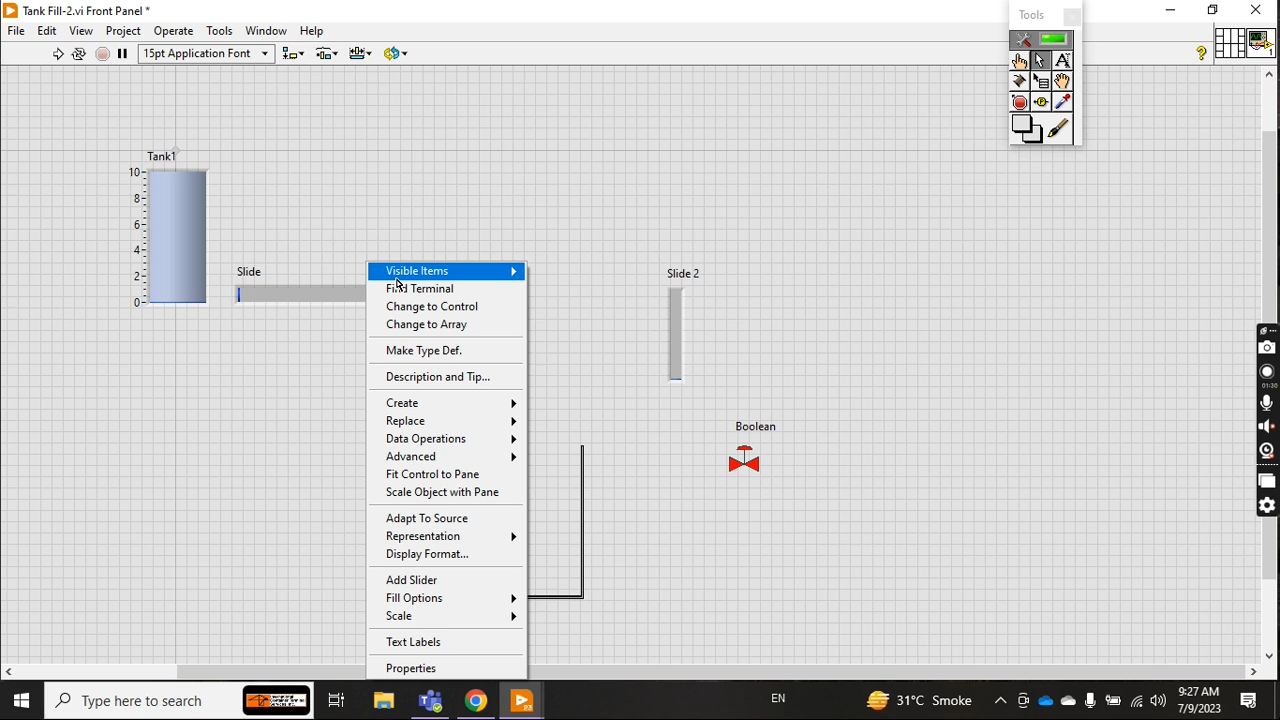 Tank Fill-2.vi Front Panel *
Tools
File Edit View Project Operate Tools Window Help
15pt Application Font
1
Tank1
10
8
6
4
2
0
Slide
Slide 2
Boolean
Visible Items
Find Terminal
Change to Control
Change to Array
Make Type Def.
Description and Tip...
Create
Replace
Data Operations
Advanced
Fit Control to Pane
Scale Object with Pane
Adapt To Source
Representation
Display Format...
Add Slider
Fill Options
Scale
Text Labels
Properties
01:30
Type here to search
EN
31°C Smoke
9:27 AM
7/9/2023